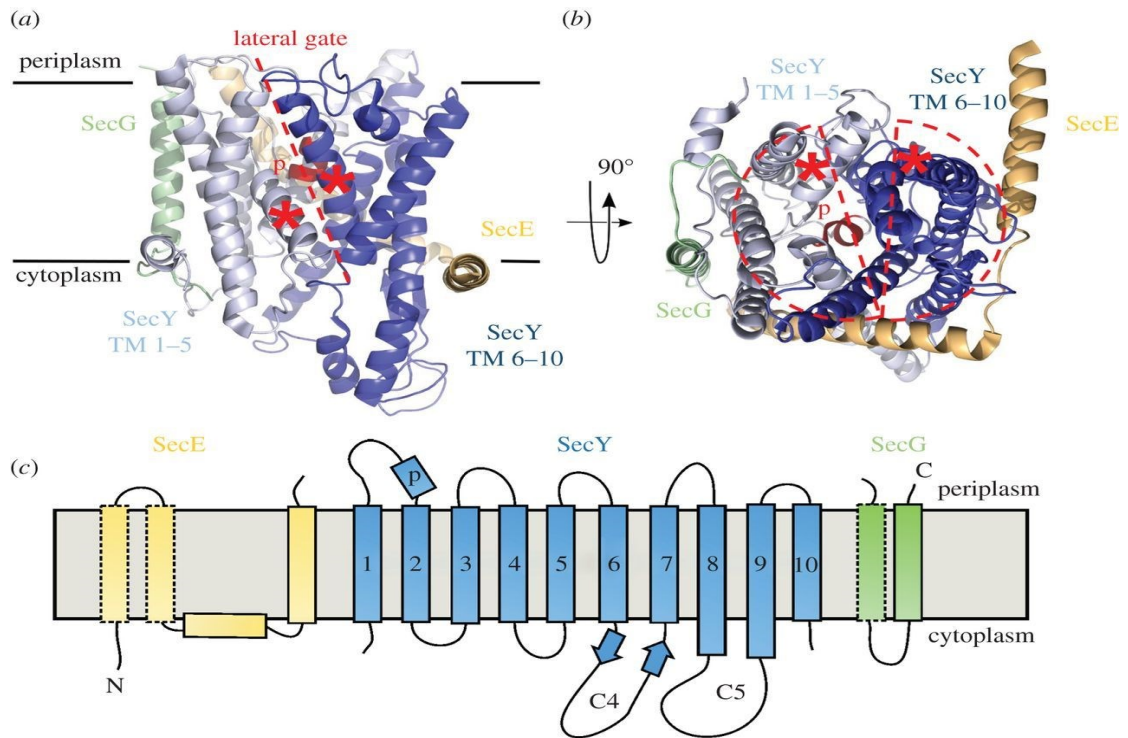 (a)
lateral gate
periplasm
SecG
p
*
*
SecE
cytoplasm
SecY
TM 1–5
SecY
TM 6–10
90°
(b)
SecY
TM 1–5
SecY
TM 6–10
SecE
*
*
p
SecG
(c)
SecE
SecY
SecG
p
C
periplasm
1 2 3 4 5 6 7 8 9 10
cytoplasm
N
C4
C5